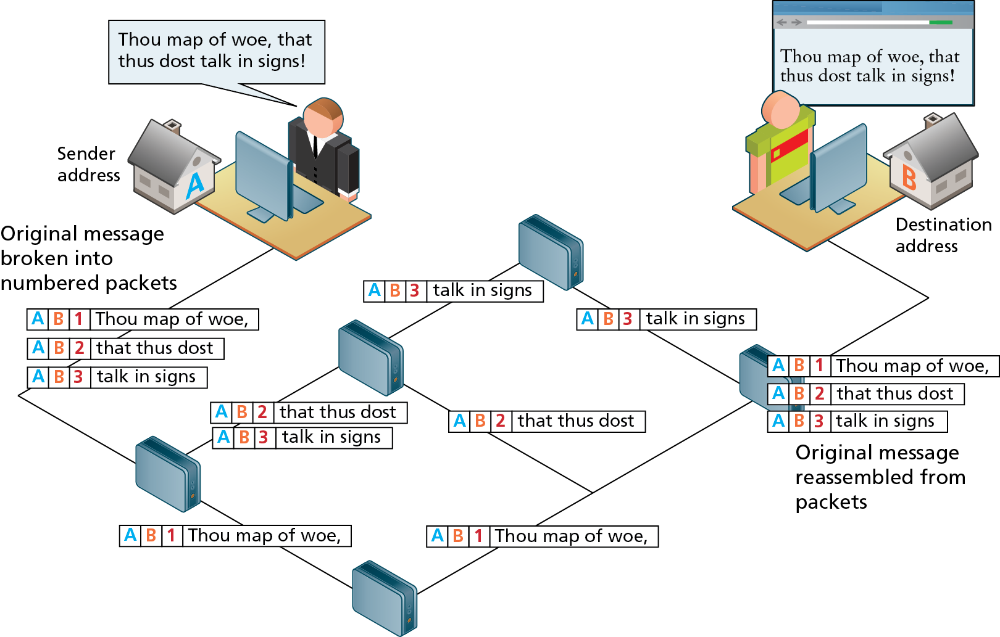 Thou map of woe, that
thus dost talk in signs!
Thou map of woe, that
thus dost talk in signs!
Sender
address
A
B
Destination
address
Original message
broken into
numbered packets
A B 3 talk in signs
A B 1 Thou map of woe,
A B 2 that thus dost
A B 3 talk in signs
A B 3 talk in signs
A B 1 Thou map of woe,
A B 2 that thus dost
A B 3 talk in signs
A B 2 that thus dost
A B 3 talk in signs
A B 2 that thus dost
Original message
reassembled from
packets
A B 1 Thou map of woe,
A B 1 Thou map of woe,